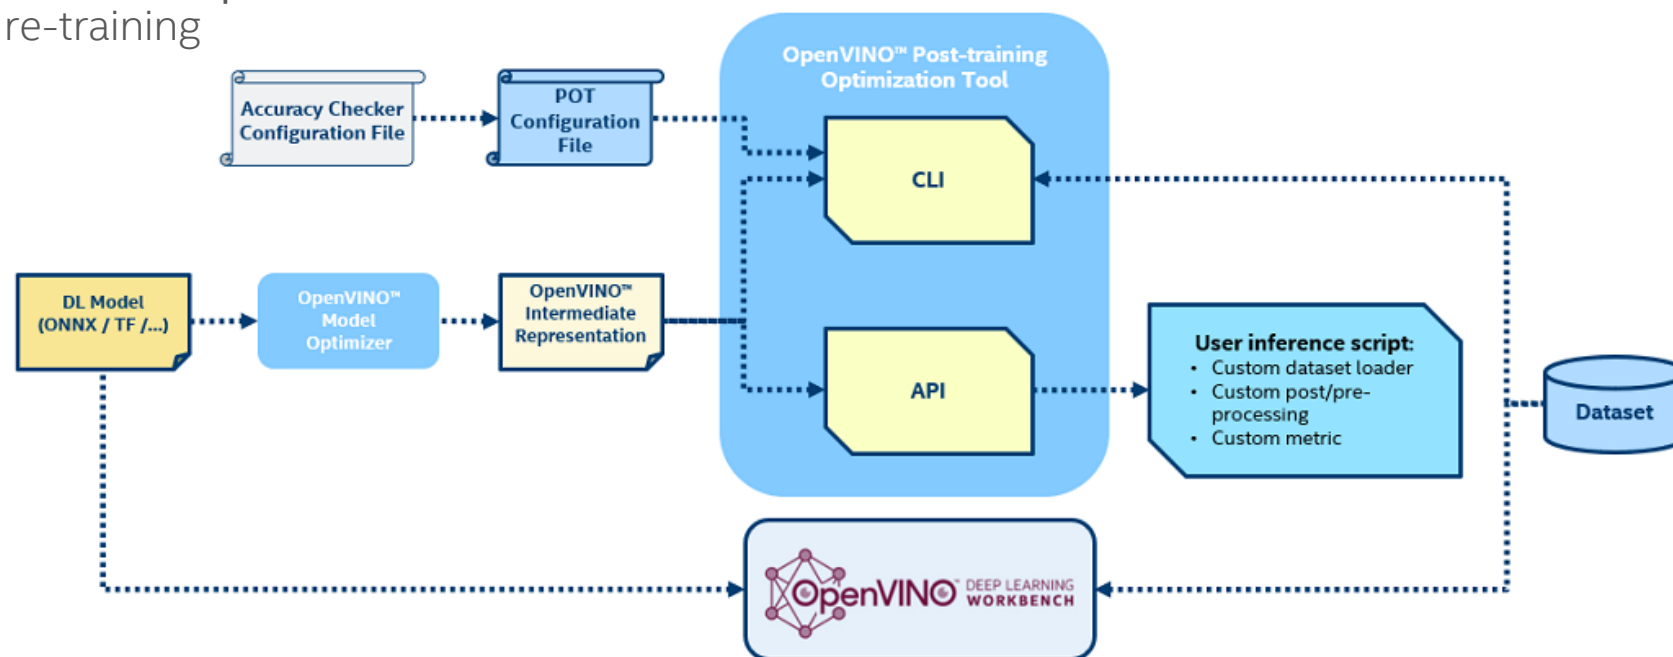 re-training
OpenVINO™ Post-training
Optimization Tool
Accuracy Checker
Configuration File
POT
Configuration
File
CLI
DL Model
(ONNX / TF /...)
OpenVINO™
Model
Optimizer
OpenVINO™
Intermediate
Representation
API
User inference script:
• Custom dataset loader
• Custom post/pre-
processing
• Custom metric
Dataset
OpenVINO™ DEEP LEARNING
WORKBENCH